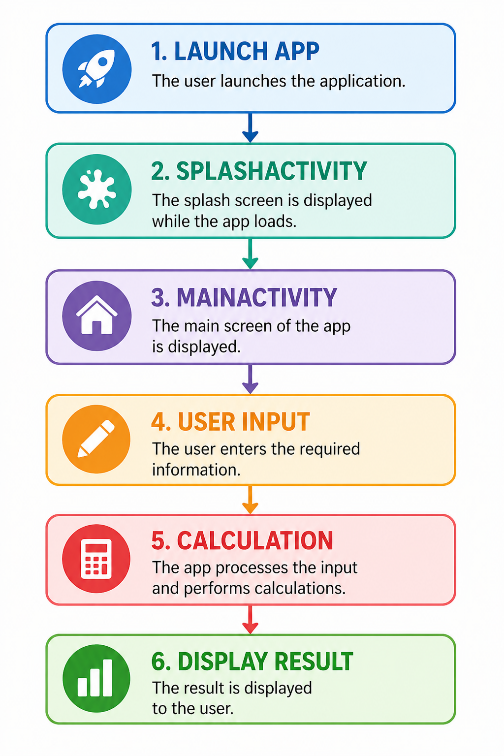 1. LAUNCH APP
The user launches the application.
2. SPLASHACTIVITY
The splash screen is displayed
while the app loads.
3. MAINACTIVITY
The main screen of the app
is displayed.
4. USER INPUT
The user enters the required
information.
5. CALCULATION
The app processes the input
and performs calculations.
6. DISPLAY RESULT
The result is displayed
to the user.